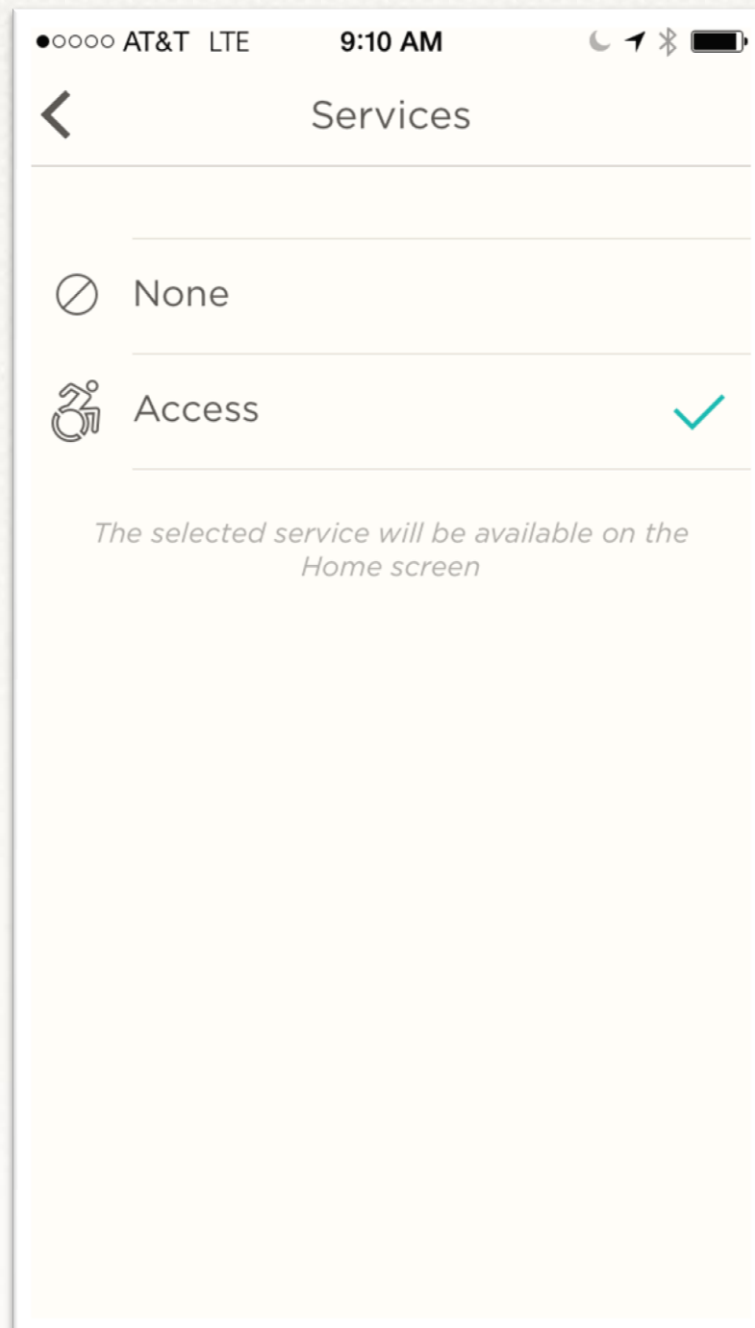 AT&T LTE 9:10 AM
Services
None
Access
The selected service will be available on the
Home screen